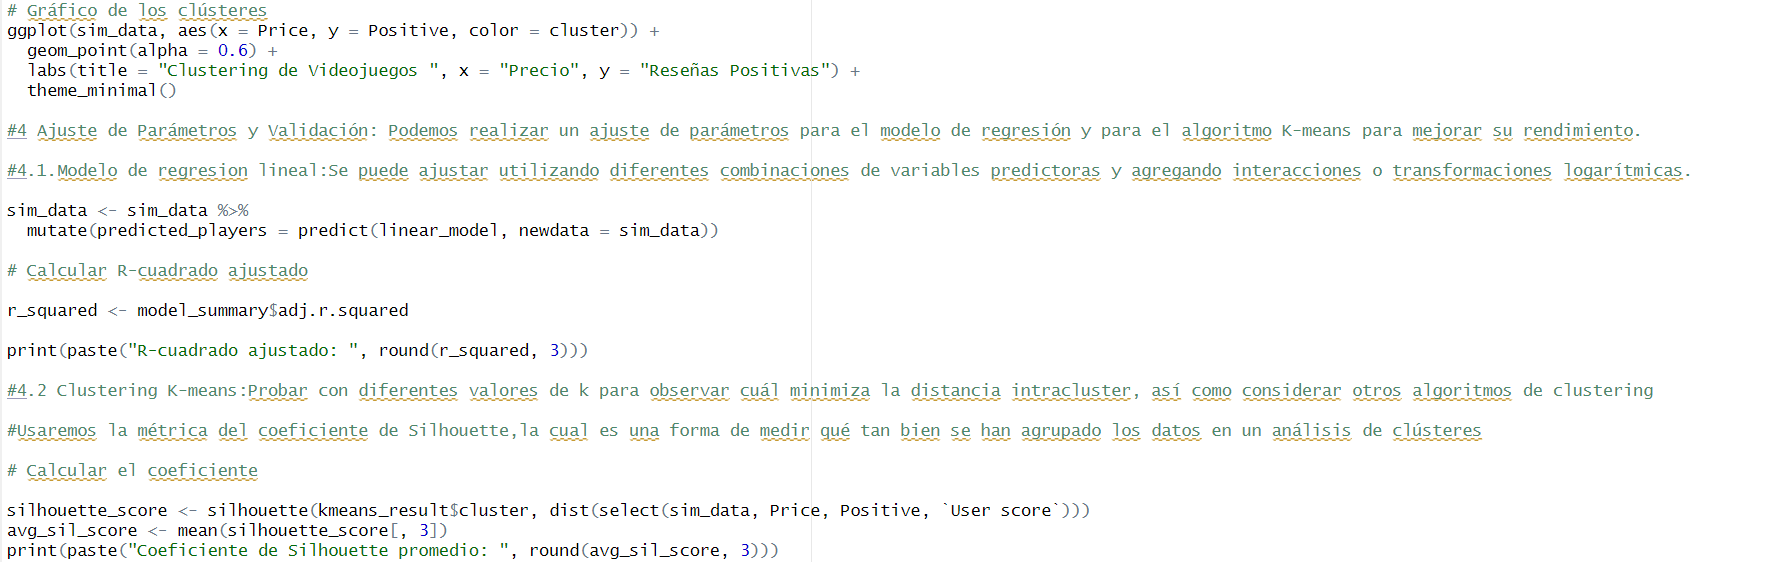 # Gráfico de los clústeres
ggplot(sim_data, aes(x = Price, y = Positive, color = cluster)) +
  geom_point(alpha = 0.6) +
  labs(title = "Clustering de Videojuegos ", x = "Precio", y = "Reseñas Positivas") +
  theme_minimal()
#4 Ajuste de Parámetros y Validación: Podemos realizar un ajuste de parámetros para el modelo de regresión y para el algoritmo K-means para mejorar su rendimiento.
#4.1.Modelo de regresion lineal:Se puede ajustar utilizando diferentes combinaciones de variables predictoras y agregando interacciones o transformaciones logarítmicas.
sim_data <- sim_data %>%
  mutate(predicted_players = predict(linear_model, newdata = sim_data))
# Calcular R-cuadrado ajustado
r_squared <- model_summary$adj.r.squared
print(paste("R-cuadrado ajustado: ", round(r_squared, 3)))
#4.2 Clustering K-means:Probar con diferentes valores de k para observar cuál minimiza la distancia intracluster, así como considerar otros algoritmos de clustering
#Usaremos la métrica del coeficiente de Silhouette,la cual es una forma de medir qué tan bien se han agrupado los datos en un análisis de clústeres
# Calcular el coeficiente
silhouette_score <- silhouette(kmeans_result$cluster, dist(select(sim_data, Price, Positive, `User score`)))
avg_sil_score <- mean(silhouette_score[, 3])
print(paste("Coeficiente de Silhouette promedio: ", round(avg_sil_score, 3)))